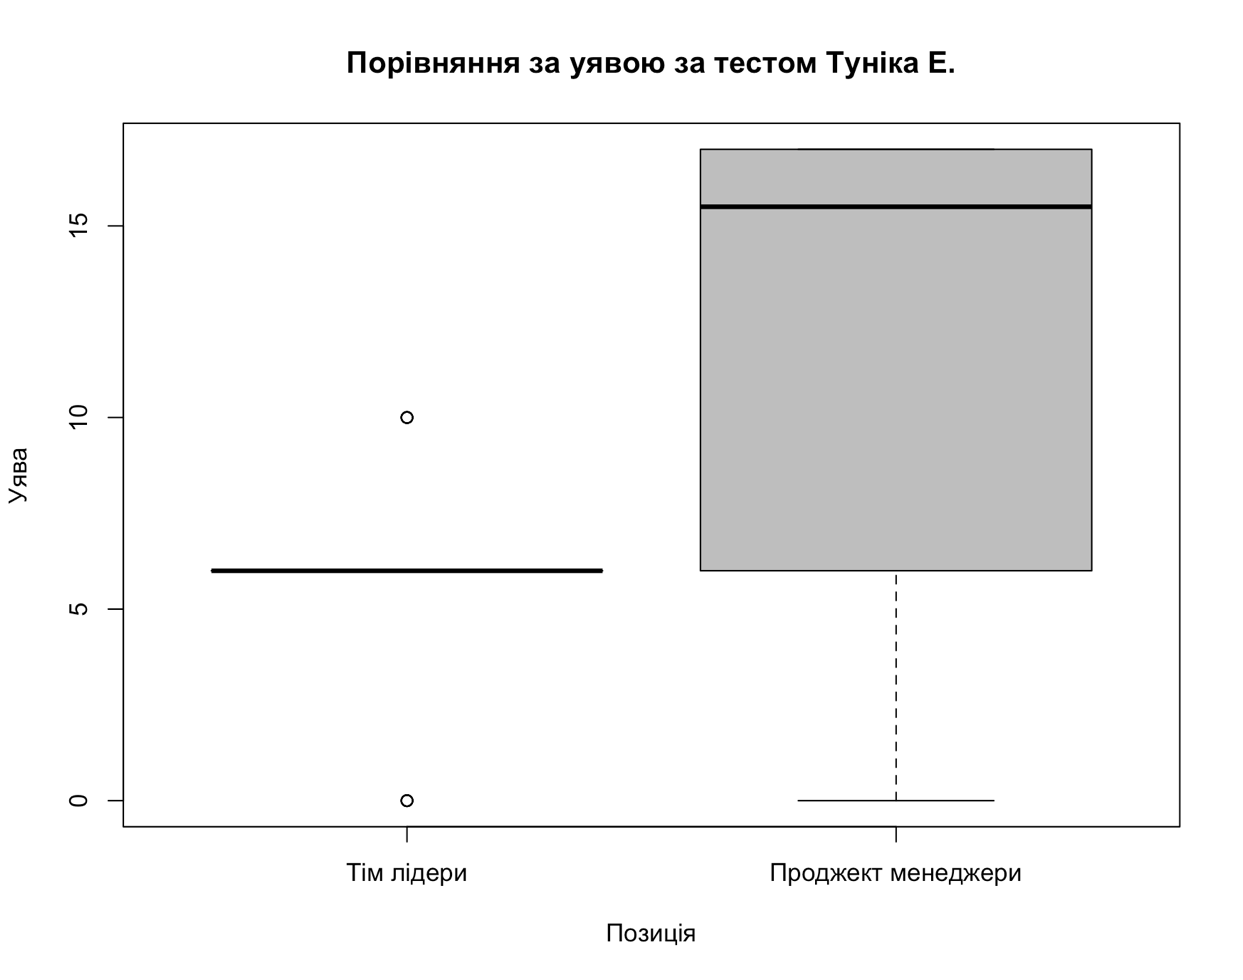 Порівняння за уявою за тестом Туніка Е.
Уява
15
10
5
0
Тім лідери
Проджект менеджери
Позиція